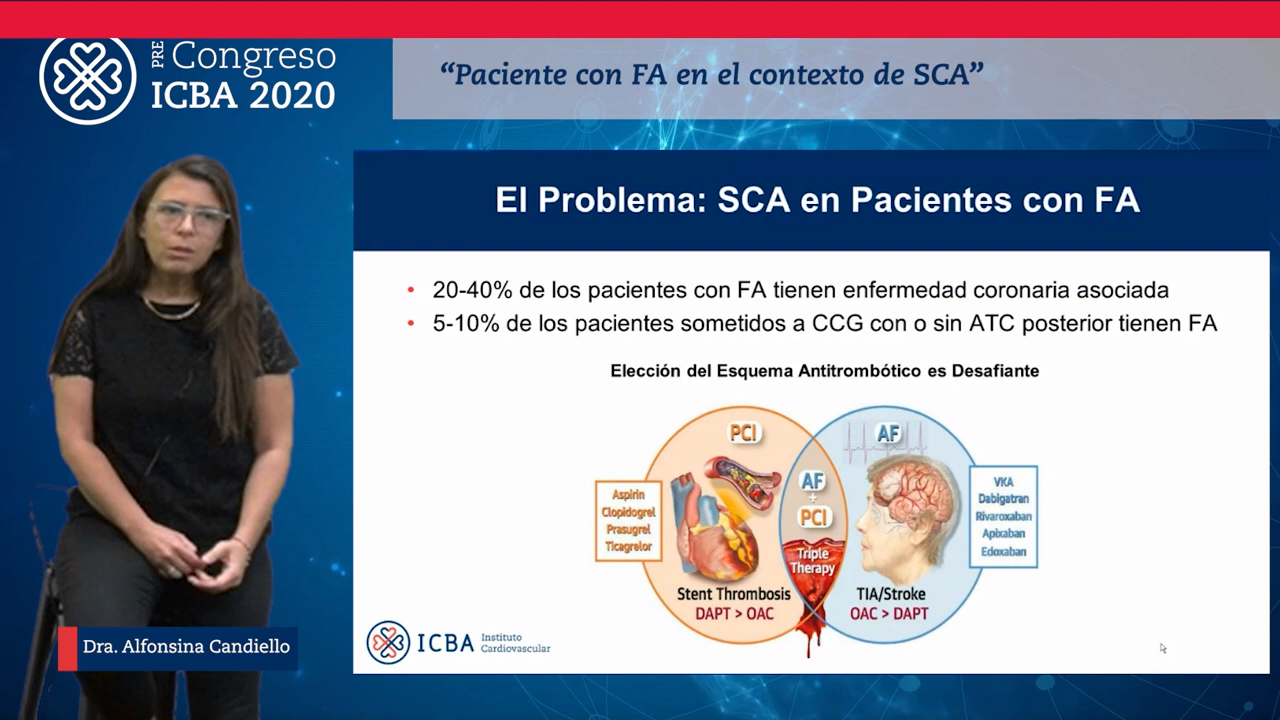 PRE Congreso
ICBA 2020
“Paciente con FA en el contexto de SCA”
El Problema: SCA en Pacientes con FA
• 20-40% de los pacientes con FA tienen enfermedad coronaria asociada
• 5-10% de los pacientes sometidos a CCG con o sin ATC posterior tienen FA
Elección del Esquema Antitrombótico es Desafiante
PCI
AF
Aspirin
Clopidogrel
Prasugrel
Ticagrelor
AF
+
PCI
Triple
Therapy
VKA
Dabigatran
Rivaroxaban
Apixaban
Edoxaban
Stent Thrombosis
DAPT > OAC
TIA/Stroke
OAC > DAPT
ICBA Instituto
Cardiovascular
Dra. Alfonsina Candiello